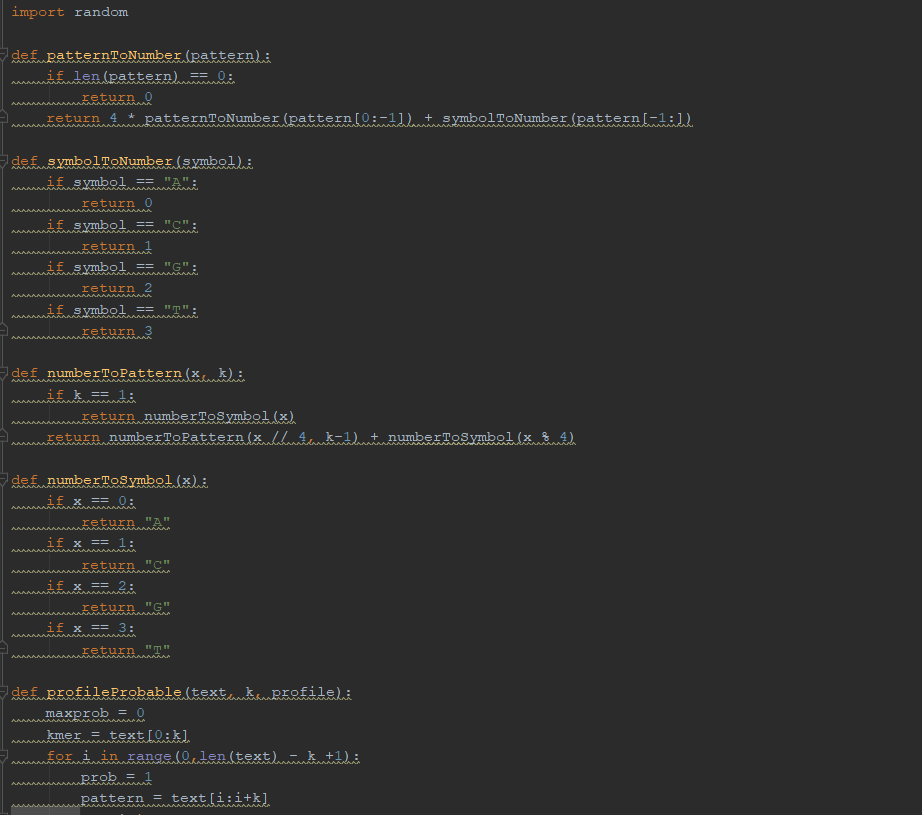 import random
def patternToNumber(pattern):
    if len(pattern) == 0:
        return 0
    return 4 * patternToNumber(pattern[0:-1]) + symbolToNumber(pattern[-1:])
def symbolToNumber(symbol):
    if symbol == "A":
        return 0
    if symbol == "C":
        return 1
    if symbol == "G":
        return 2
    if symbol == "T":
        return 3
def numberToPattern(x, k):
    if k == 1:
        return numberToSymbol(x)
    return numberToPattern(x // 4, k-1) + numberToSymbol(x % 4)
def numberToSymbol(x):
    if x == 0:
        return "A"
    if x == 1:
        return "C"
    if x == 2:
        return "G"
    if x == 3:
        return "T"
def profileProbable(text, k, profile):
    maxprob = 0
    kmer = text[0:k]
    for i in range(0,len(text) - k +1):
        prob = 1
        pattern = text[i:i+k]